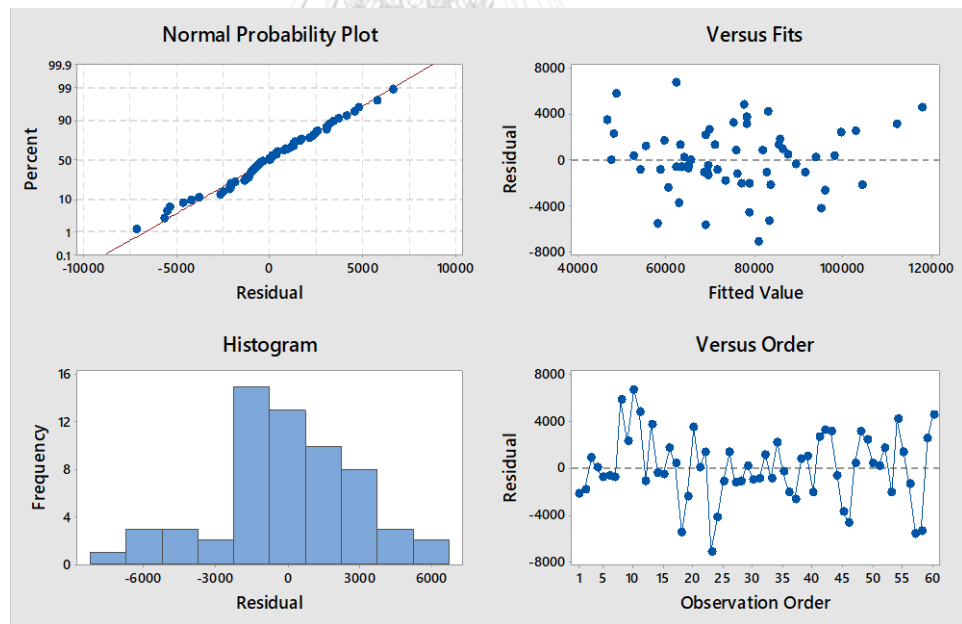 Normal Probability Plot
99.9
99
90
50
10
1
0.1
Percent
-10000 -5000 0 5000 10000
Residual
Versus Fits
8000
4000
0
-4000
-8000
Residual
40000 60000 80000 100000 120000
Fitted Value
Histogram
16
12
8
4
0
Frequency
-6000 -3000 0 3000 6000
Residual
Versus Order
8000
4000
0
-4000
-8000
Residual
1 5 10 15 20 25 30 35 40 45 50 55 60
Observation Order